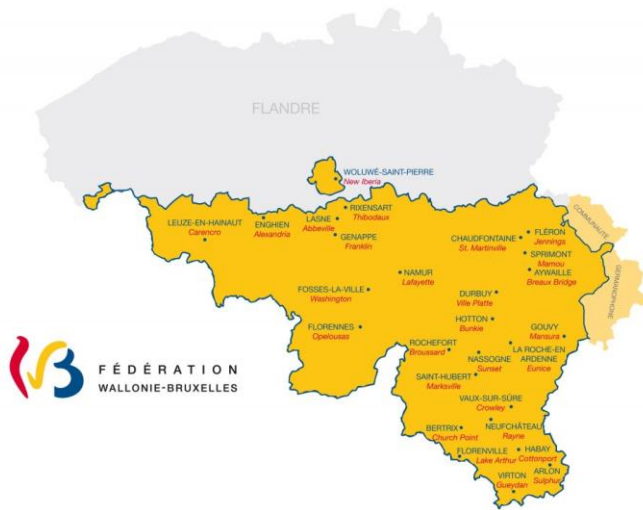 FLANDRE
WOLUWÉ-SAINT-PIERRE
New Iberia
RIXENSART
Thibodaux
LEUZE-EN-HAINAUT
Carencro
ENGHIEN
Alexandria
LASNE
Abbeville
GENAPPE
Franklin
CHAUDFONTAINE
St. Martinville
FLÉRON
Jennings
SPRIMONT
Mamou
AYWAILLE
Breaux Bridge
COMMUNAUTÉ
GERMANOPHONE
NAMUR
Lafayette
FOSSES-LA-VILLE
Washington
DURBUY
Ville Platte
HOTTON
Bunkie
FLORENNES
Opelousas
GOUVY
Mansura
ROCHEFORT
Broussard
NASSOGNE
Sunset
LA ROCHE-EN
ARDENNE
Eunice
SAINT-HUBERT
Marksville
VAUX-SUR-SÛRE
Crowley
NEUFCHÂTEAU
Rayne
BERTRIX
Church Point
FLORENVILLE
Lake Arthur
HABAY
Cottonport
ARLON
Sulphur
VIRTON
Gueydan
FÉDÉRATION
WALLONIE-BRUXELLES